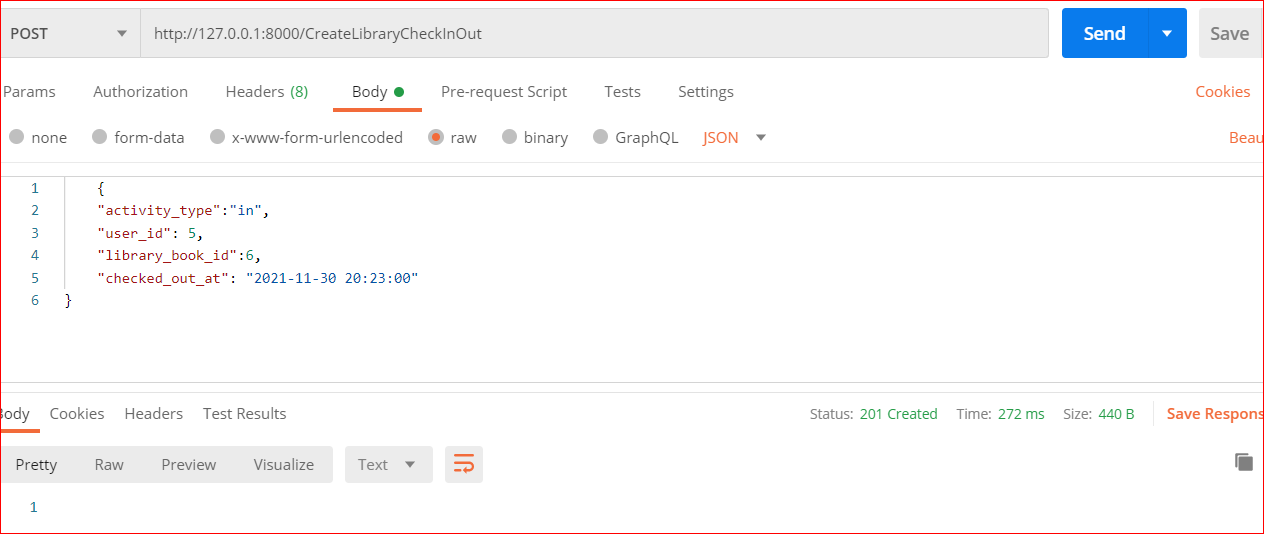 POST http://127.0.0.1:8000/CreateLibraryCheckInOut Send Save
Params Authorization Headers (8) Body Pre-request Script Tests Settings Cookies
none form-data x-www-form-urlencoded raw binary GraphQL JSON Beau
1 {
2 "activity_type":"in",
3 "user_id": 5,
4 "library_book_id":6,
5 "checked_out_at": "2021-11-30 20:23:00"
6 }
Body Cookies Headers Test Results Status: 201 Created Time: 272 ms Size: 440 B Save Respons
Pretty Raw Preview Visualize Text
1